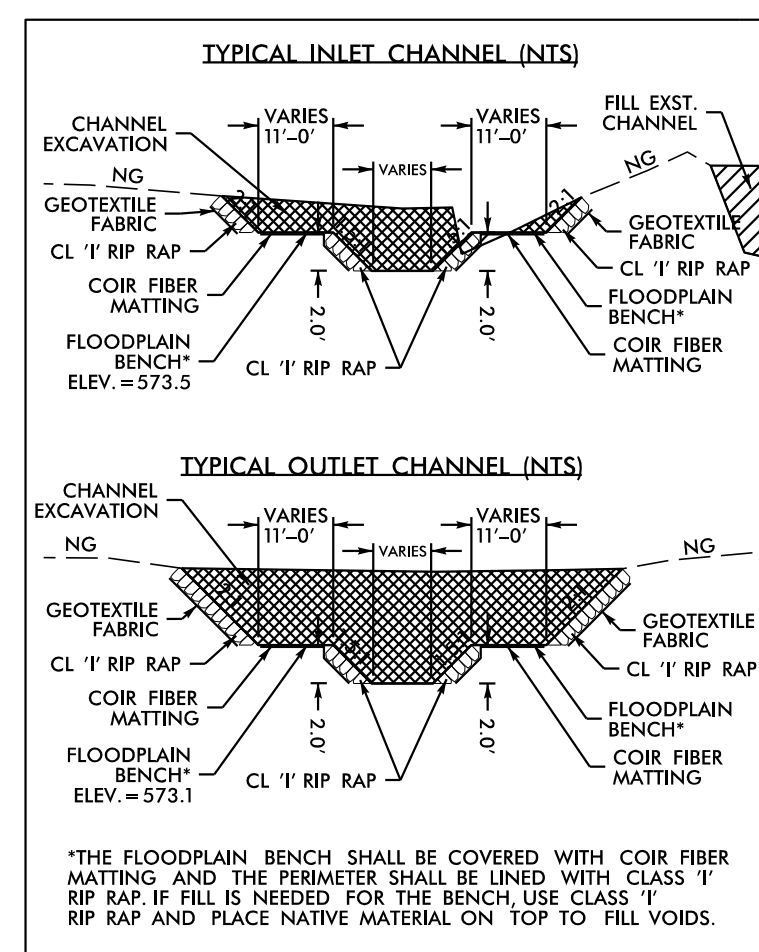 TYPICAL INLET CHANNEL (NTS)
CHANNEL
EXCAVATION
VARIES
11'-0'
VARIES
VARIES
11'-0'
FILL EXST.
CHANNEL
NG
NG
2:1
GEOTEXTILE
FABRIC
GEOTEXTILE
FABRIC
CL 'I' RIP RAP
CL 'I' RIP RAP
COIR FIBER
MATTING
FLOODPLAIN
BENCH*
2.0'
2.0'
COIR FIBER
MATTING
FLOODPLAIN
BENCH*
ELEV. = 573.5
CL 'I' RIP RAP
TYPICAL OUTLET CHANNEL (NTS)
CHANNEL
EXCAVATION
VARIES
11'-0'
VARIES
VARIES
11'-0'
NG
NG
GEOTEXTILE
FABRIC
GEOTEXTILE
FABRIC
CL 'I' RIP RAP
CL 'I' RIP RAP
COIR FIBER
MATTING
FLOODPLAIN
BENCH*
2.0'
2.0'
COIR FIBER
MATTING
FLOODPLAIN
BENCH*
ELEV. = 573.1
CL 'I' RIP RAP
*THE FLOODPLAIN BENCH SHALL BE COVERED WITH COIR FIBER
MATTING AND THE PERIMETER SHALL BE LINED WITH CLASS 'I'
RIP RAP. IF FILL IS NEEDED FOR THE BENCH, USE CLASS 'I'
RIP RAP AND PLACE NATIVE MATERIAL ON TOP TO FILL VOIDS.